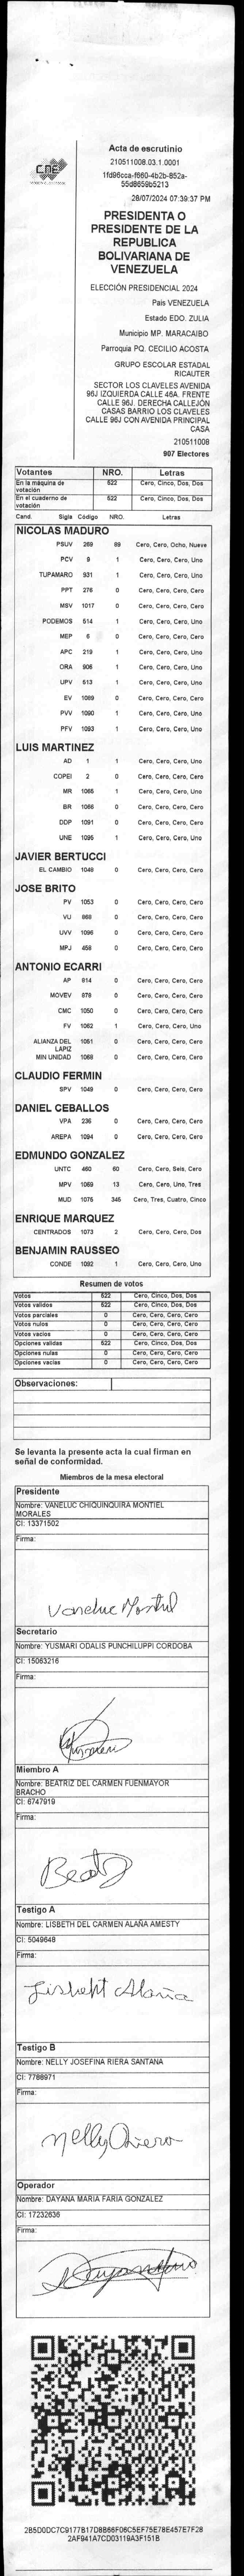 CNE
Acta de escrutinio
210511008.03.1.0001
1fd96cca-f860-4b2b-852a-
55d8659b5213
28/07/2024 07:39:37 PM
PRESIDENTA O
PRESIDENTE DE LA
REPUBLICA
BOLIVARIANA DE
VENEZUELA
ELECCIÓN PRESIDENCIAL 2024
Pais VENEZUELA
Estado EDO. ZULIA
Municipio MP. MARACAIBO
Parroquia PQ. CECILIO ACOSTA
GRUPO ESCOLAR ESTADAL
RICAUTER
SECTOR LOS CLAVELES AVENIDA
96J IZQUIERDA CALLE 46A. FRENTE
CALLE 96J. DERECHA CALLEJÓN
CASAS BARRIO LOS CLAVELES
CALLE 96J CON AVENIDA PRINCIPAL
CASA
210511008
907 Electores
Votantes NRO. Letras
En la máquina de votación 522 Cero, Cinco, Dos, Dos
En el cuaderno de votación 522 Cero, Cinco, Dos, Dos
Cand. Sigla Código NRO. Letras
NICOLAS MADURO
PSUV 269 89 Cero, Cero, Ocho, Nueve
PCV 9 1 Cero, Cero, Cero, Uno
TUPAMARO 931 1 Cero, Cero, Cero, Uno
PPT 276 0 Cero, Cero, Cero, Cero
MSV 1017 0 Cero, Cero, Cero, Cero
PODEMOS 514 1 Cero, Cero, Cero, Uno
MEP 6 0 Cero, Cero, Cero, Cero
APC 219 1 Cero, Cero, Cero, Uno
ORA 906 1 Cero, Cero, Cero, Uno
UPV 513 1 Cero, Cero, Cero, Uno
EV 1089 0 Cero, Cero, Cero, Cero
PVV 1090 1 Cero, Cero, Cero, Uno
PFV 1093 1 Cero, Cero, Cero, Uno
LUIS MARTINEZ
AD 1 1 Cero, Cero, Cero, Uno
COPEI 2 0 Cero, Cero, Cero, Cero
MR 1065 1 Cero, Cero, Cero, Uno
BR 1066 0 Cero, Cero, Cero, Cero
DDP 1091 0 Cero, Cero, Cero, Cero
UNE 1095 1 Cero, Cero, Cero, Uno
JAVIER BERTUCCI
EL CAMBIO 1048 0 Cero, Cero, Cero, Cero
JOSE BRITO
PV 1053 0 Cero, Cero, Cero, Cero
VU 868 0 Cero, Cero, Cero, Cero
UVV 1096 0 Cero, Cero, Cero, Cero
MPJ 458 0 Cero, Cero, Cero, Cero
ANTONIO ECARRI
AP 914 0 Cero, Cero, Cero, Cero
MOVEV 878 0 Cero, Cero, Cero, Cero
CMC 1050 0 Cero, Cero, Cero, Cero
FV 1062 1 Cero, Cero, Cero, Uno
ALIANZA DEL LAPIZ 1051 0 Cero, Cero, Cero, Cero
MIN UNIDAD 1068 0 Cero, Cero, Cero, Cero
CLAUDIO FERMIN
SPV 1049 0 Cero, Cero, Cero, Cero
DANIEL CEBALLOS
VPA 236 0 Cero, Cero, Cero, Cero
AREPA 1094 0 Cero, Cero, Cero, Cero
EDMUNDO GONZALEZ
UNTC 460 60 Cero, Cero, Seis, Cero
MPV 1069 13 Cero, Cero, Uno, Tres
MUD 1075 345 Cero, Tres, Cuatro, Cinco
ENRIQUE MARQUEZ
CENTRADOS 1073 2 Cero, Cero, Cero, Dos
BENJAMIN RAUSSEO
CONDE 1092 1 Cero, Cero, Cero, Uno
Resumen de votos
Votos 522 Cero, Cinco, Dos, Dos
Votos validos 522 Cero, Cinco, Dos, Dos
Votos parciales 0 Cero, Cero, Cero, Cero
Votos nulos 0 Cero, Cero, Cero, Cero
Votos vacios 0 Cero, Cero, Cero, Cero
Opciones validas 522 Cero, Cinco, Dos, Dos
Opciones nulas 0 Cero, Cero, Cero, Cero
Opciones vacias 0 Cero, Cero, Cero, Cero
Observaciones:
Se levanta la presente acta la cual firman en
señal de conformidad.
Miembros de la mesa electoral
Presidente
Nombre: VANELUC CHIQUINQUIRA MONTIEL
MORALES
CI: 13371502
Firma:
Vaneluc Montiel
Secretario
Nombre: YUSMARI ODALIS PUNCHILUPPI CORDOBA
CI: 15063216
Firma:
Miembro A
Nombre: BEATRIZ DEL CARMEN FUENMAYOR
BRACHO
CI: 6747919
Firma:
Testigo A
Nombre: LISBETH DEL CARMEN ALAÑA AMESTY
CI: 5049648
Firma:
Lisbeht Alaña
Testigo B
Nombre: NELLY JOSEFINA RIERA SANTANA
CI: 7788971
Firma:
Nelly Riera
Operador
Nombre: DAYANA MARIA FARIA GONZALEZ
CI: 17232636
Firma:
2B5D0DC7C9177B17D8B66F06C5EF75E78E457E7F28
2AF941A7CD03119A3F151B